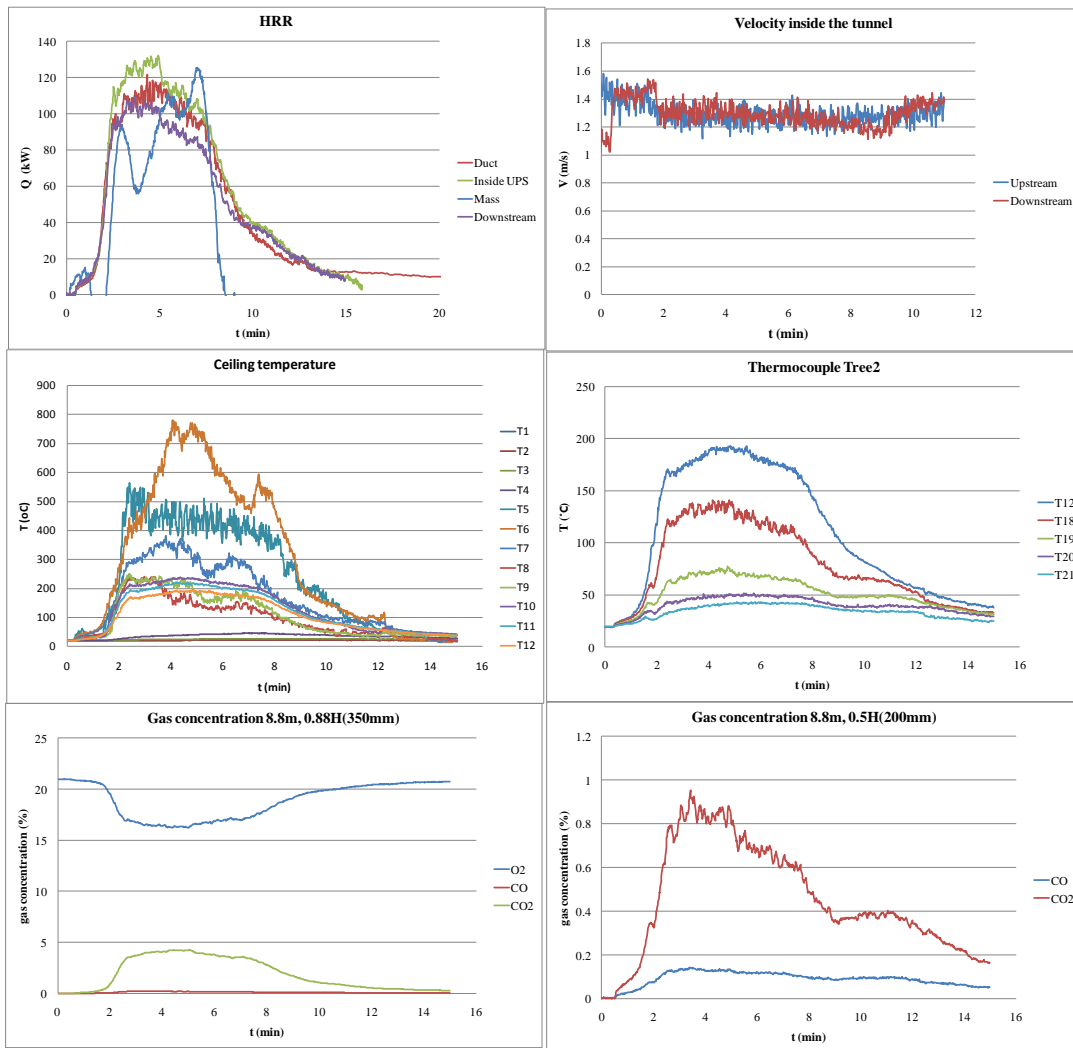 HRR
140
120
100
80
60
40
20
0
Q (kW)
0 5 10 15 20
t (min)
Duct
Inside UPS
Mass
Downstream
Velocity inside the tunnel
1.8
1.6
1.4
1.2
1
0.8
0.6
0.4
0.2
0
V (m/s)
0 2 4 6 8 10 12
t (min)
Upstream
Downstream
Ceiling temperature
900
800
700
600
500
400
300
200
100
0
T(oC)
0 2 4 6 8 10 12 14 16
t (min)
T1
T2
T3
T4
T5
T6
T7
T8
T9
T10
T11
T12
Thermocouple Tree2
250
200
150
100
50
0
T (℃)
0 2 4 6 8 10 12 14 16
t (min)
T12
T18
T19
T20
T21
Gas concentration 8.8m, 0.88H(350mm)
25
20
15
10
5
0
gas concentration (%)
0 2 4 6 8 10 12 14 16
t (min)
O2
CO
CO2
Gas concentration 8.8m, 0.5H(200mm)
1.2
1
0.8
0.6
0.4
0.2
0
gas concentration (%)
0 2 4 6 8 10 12 14 16
t (min)
CO
CO2